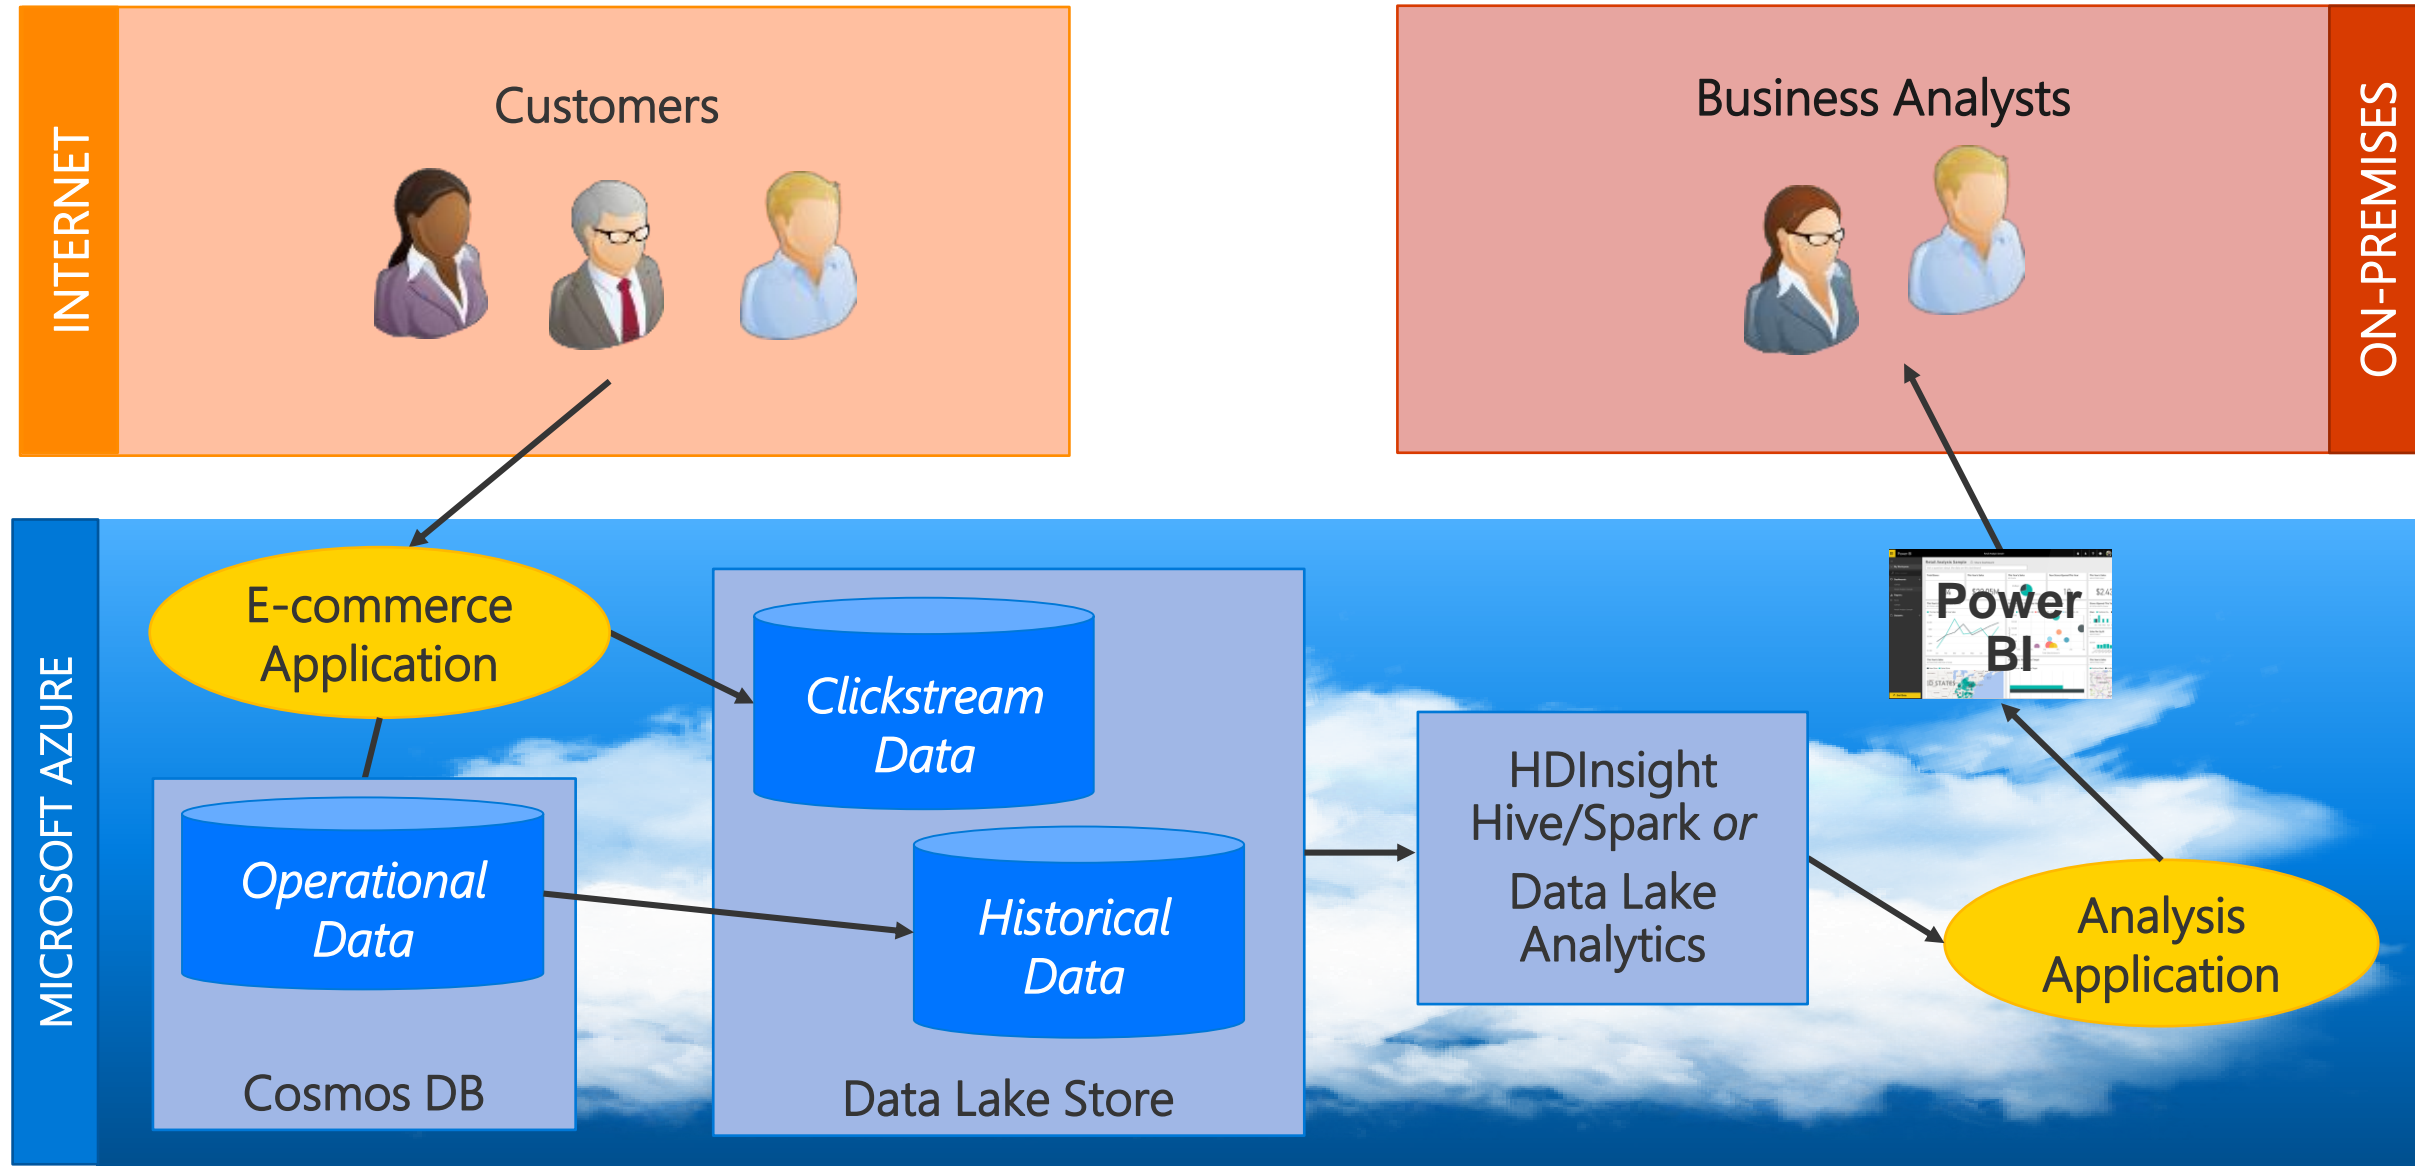 INTERNET
Customers
Business Analysts
ON-PREMISES
MICROSOFT AZURE
E-commerce
Application
Clickstream
Data
Operational
Data
Cosmos DB
Historical
Data
Data Lake Store
HDInsight
Hive/Spark or
Data Lake
Analytics
Power
BI
Analysis
Application